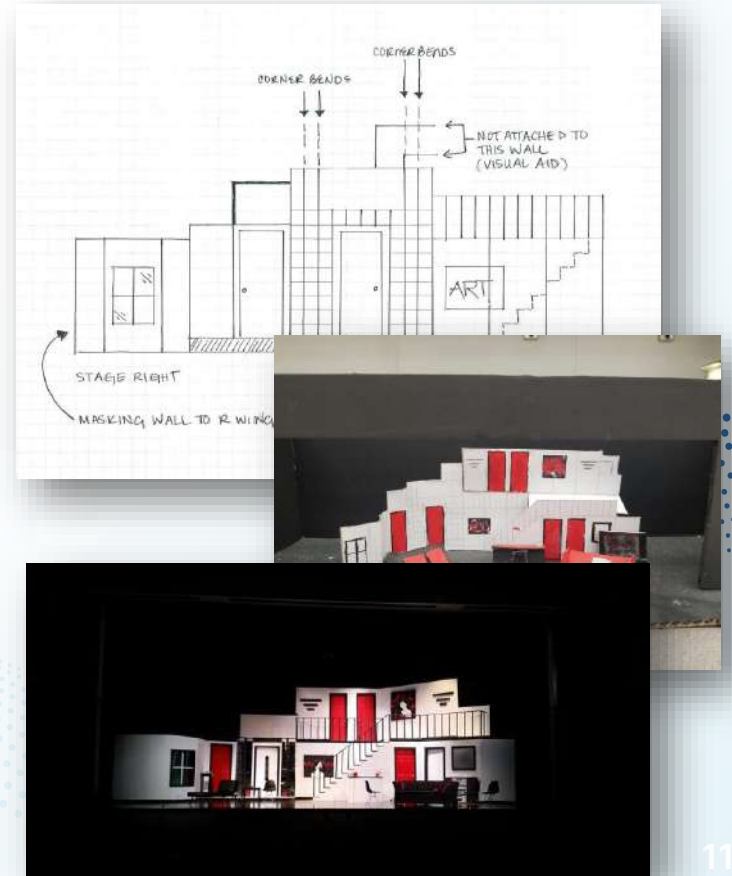 CORNER BENDS
CORNER BENDS
NOT ATTACHED TO
THIS WALL
(VISUAL AID)
ART
STAGE RIGHT
MASKING WALL TO R WING
11